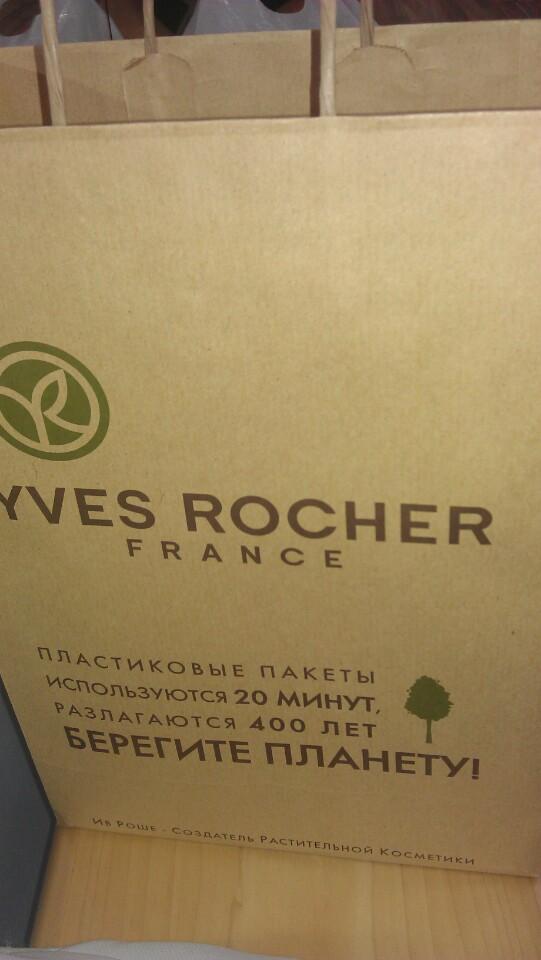 YVES ROCHER
FRANCE
ПЛАСТИКОВЫЕ ПАКЕТЫ
ИСПОЛЬЗУЮТСЯ 20 МИНУТ,
РАЗЛАГАЮТСЯ 400 ЛЕТ
БЕРЕГИТЕ ПЛАНЕТУ!
Ив Роше - Создатель Растительной Косметики